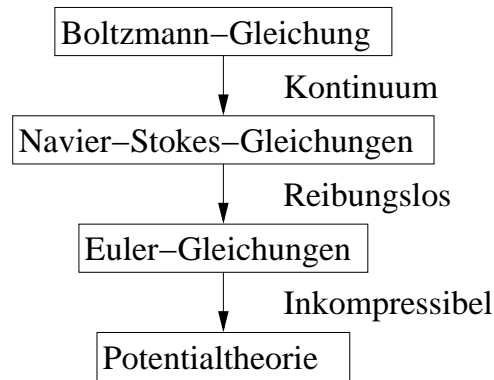 Boltzmann−Gleichung
Kontinuum
Navier−Stokes−Gleichungen
Reibungslos
Euler−Gleichungen
Inkompressibel
Potentialtheorie